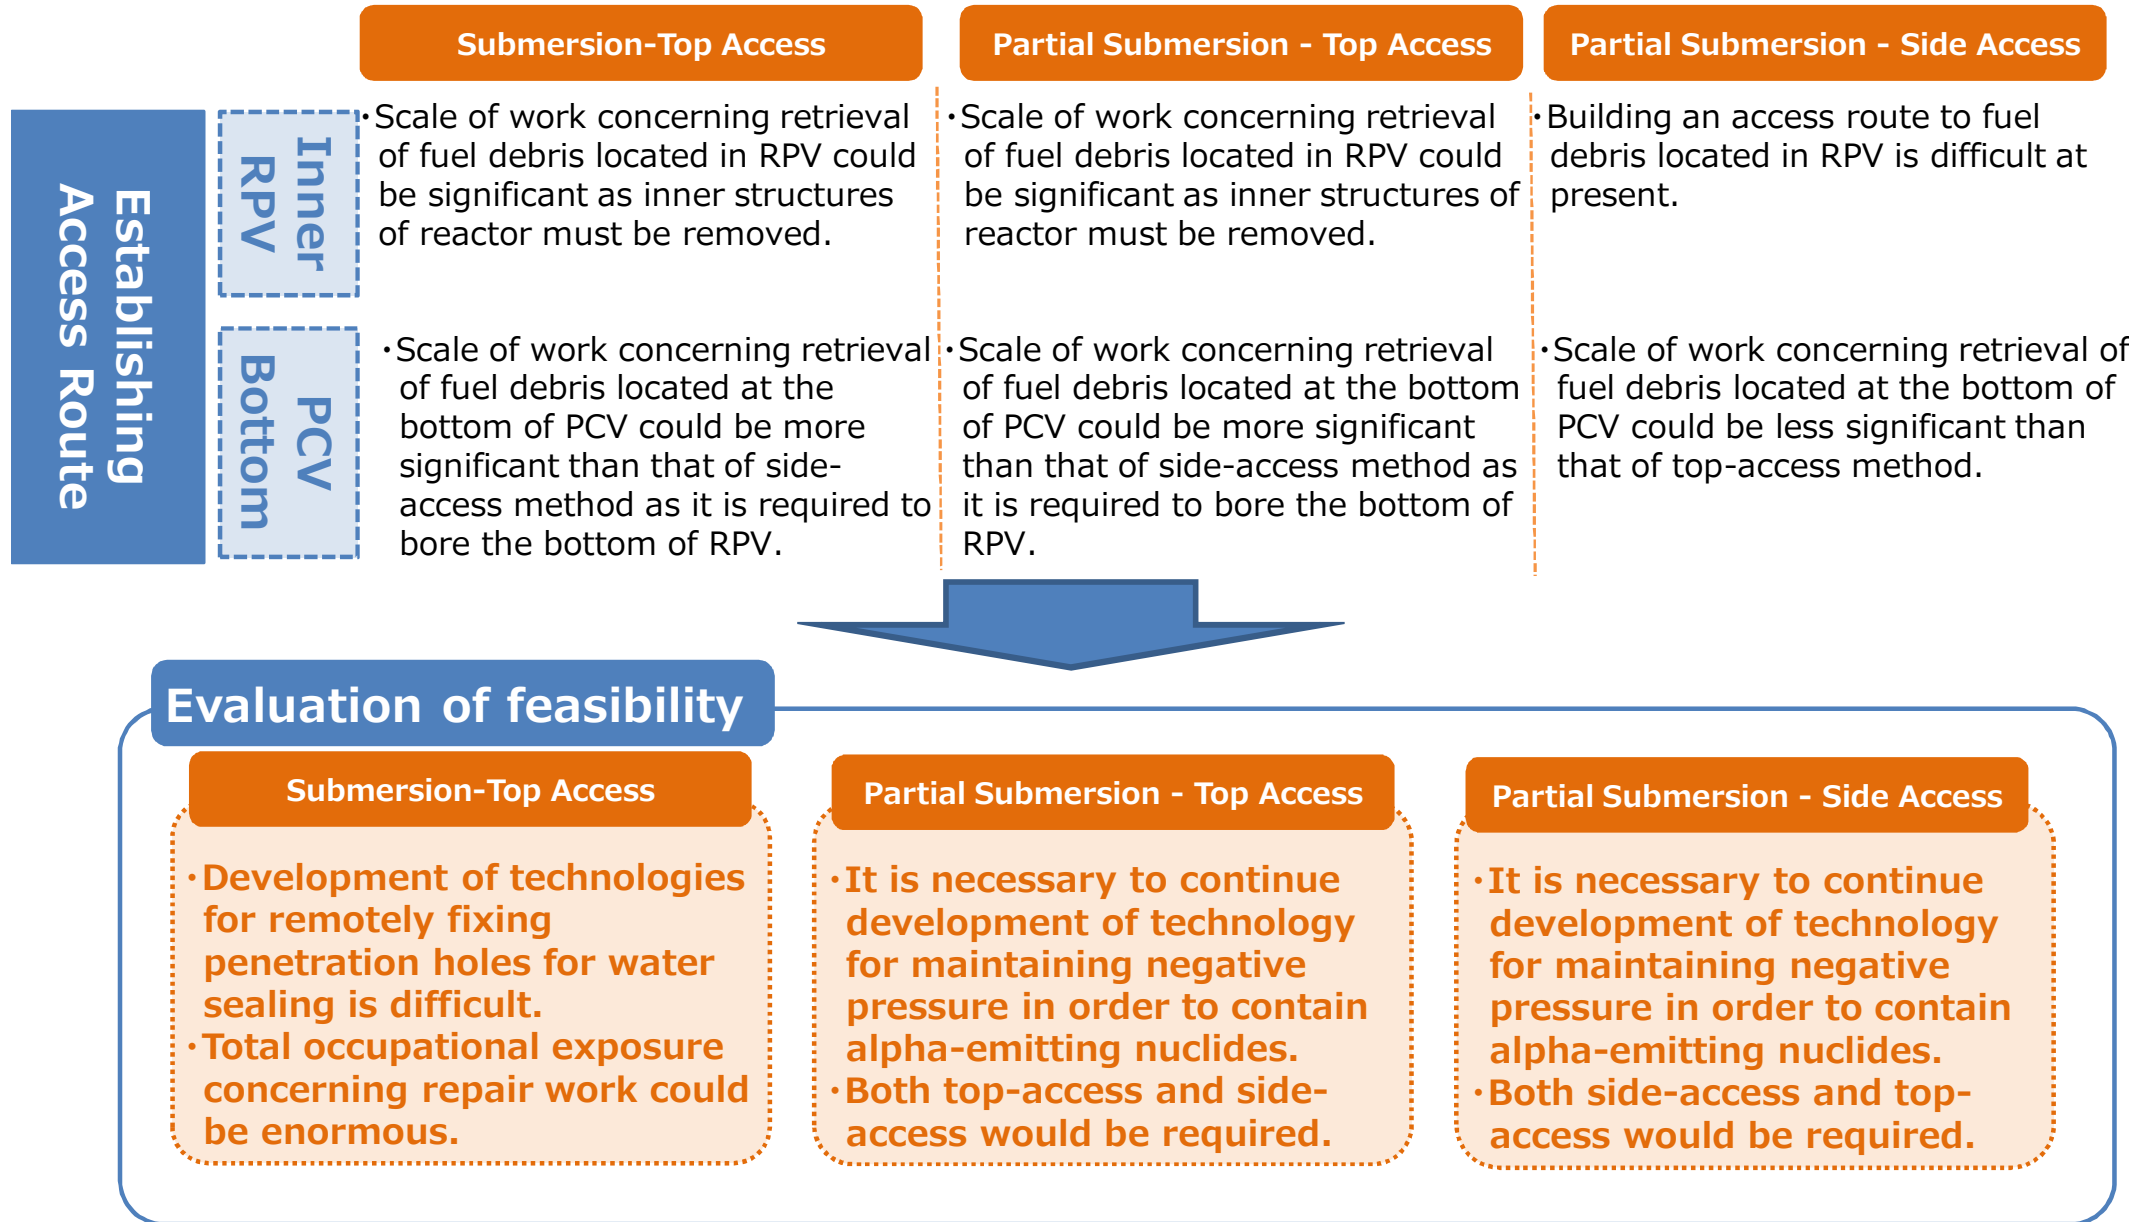 Submersion-Top Access
Partial Submersion - Top Access
Partial Submersion - Side Access
Establishing
Access Route
Inner
RPV
・Scale of work concerning retrieval
of fuel debris located in RPV could
be significant as inner structures
of reactor must be removed.
・Scale of work concerning retrieval
of fuel debris located in RPV could
be significant as inner structures of
reactor must be removed.
・Building an access route to fuel
debris located in RPV is difficult at
present.
PCV
Bottom
・Scale of work concerning retrieval
of fuel debris located at the
bottom of PCV could be more
significant than that of side-
access method as it is required to
bore the bottom of RPV.
・Scale of work concerning retrieval
of fuel debris located at the bottom
of PCV could be more significant
than that of side-access method as
it is required to bore the bottom of
RPV.
・Scale of work concerning retrieval of
fuel debris located at the bottom of
PCV could be less significant than
that of top-access method.
Evaluation of feasibility
Submersion-Top Access
・Development of technologies
for remotely fixing
penetration holes for water
sealing is difficult.
・Total occupational exposure
concerning repair work could
be enormous.
Partial Submersion - Top Access
・It is necessary to continue
development of technology
for maintaining negative
pressure in order to contain
alpha-emitting nuclides.
・Both top-access and side-
access would be required.
Partial Submersion - Side Access
・It is necessary to continue
development of technology
for maintaining negative
pressure in order to contain
alpha-emitting nuclides.
・Both side-access and top-
access would be required.